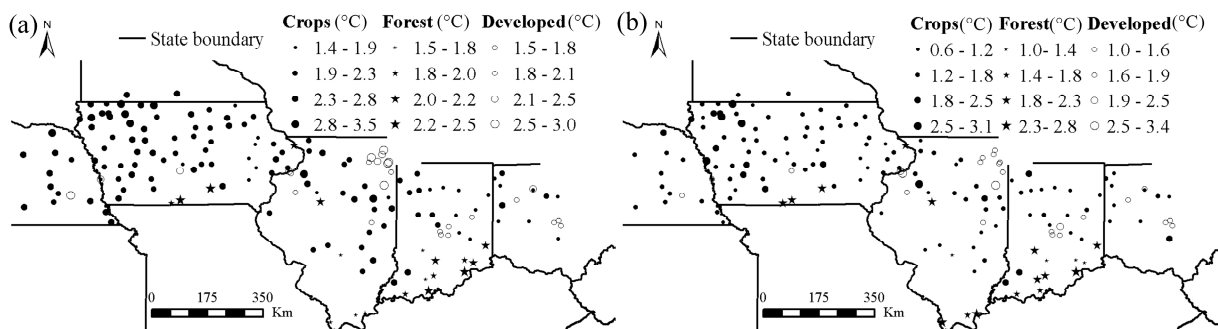 (a)
N
State boundary
Crops (°C) Forest (°C) Developed (°C)
1.4 - 1.9 1.5 - 1.8 1.5 - 1.8
1.9 - 2.3 1.8 - 2.0 1.8 - 2.1
2.3 - 2.8 2.0 - 2.2 2.1 - 2.5
2.8 - 3.5 2.2 - 2.5 2.5 - 3.0
0 175 350
Km
(b)
N
State boundary
Crops(°C) Forest(°C) Developed(°C)
0.6 - 1.2 1.0 - 1.4 1.0 - 1.6
1.2 - 1.8 1.4 - 1.8 1.6 - 1.9
1.8 - 2.5 1.8 - 2.3 1.9 - 2.5
2.5 - 3.1 2.3 - 2.8 2.5 - 3.4
0 175 350
Km